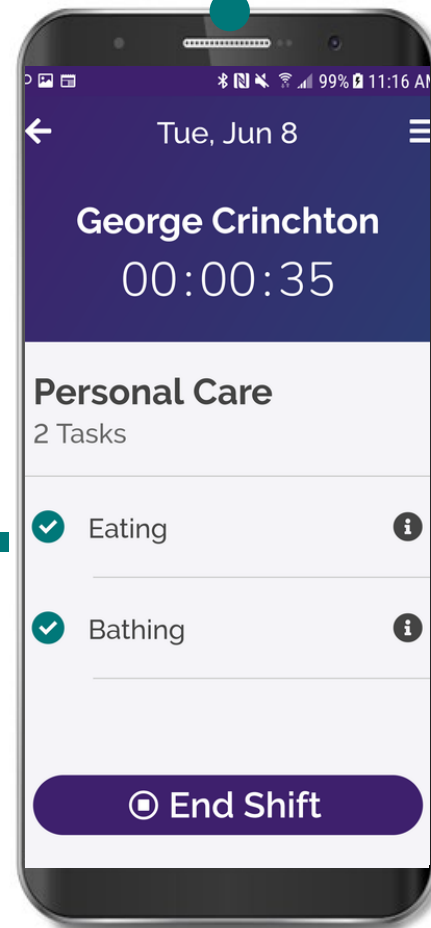 99% 11:16 AM
Tue, Jun 8
George Crinchton
00:00:35
Personal Care
2 Tasks
Eating
Bathing
End Shift